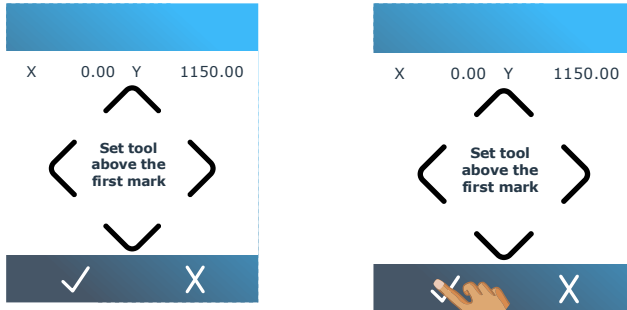 X 0.00 Y 1150.00
Set tool
above the
first mark
X
X 0.00 Y 1150.00
Set tool
above the
first mark
X